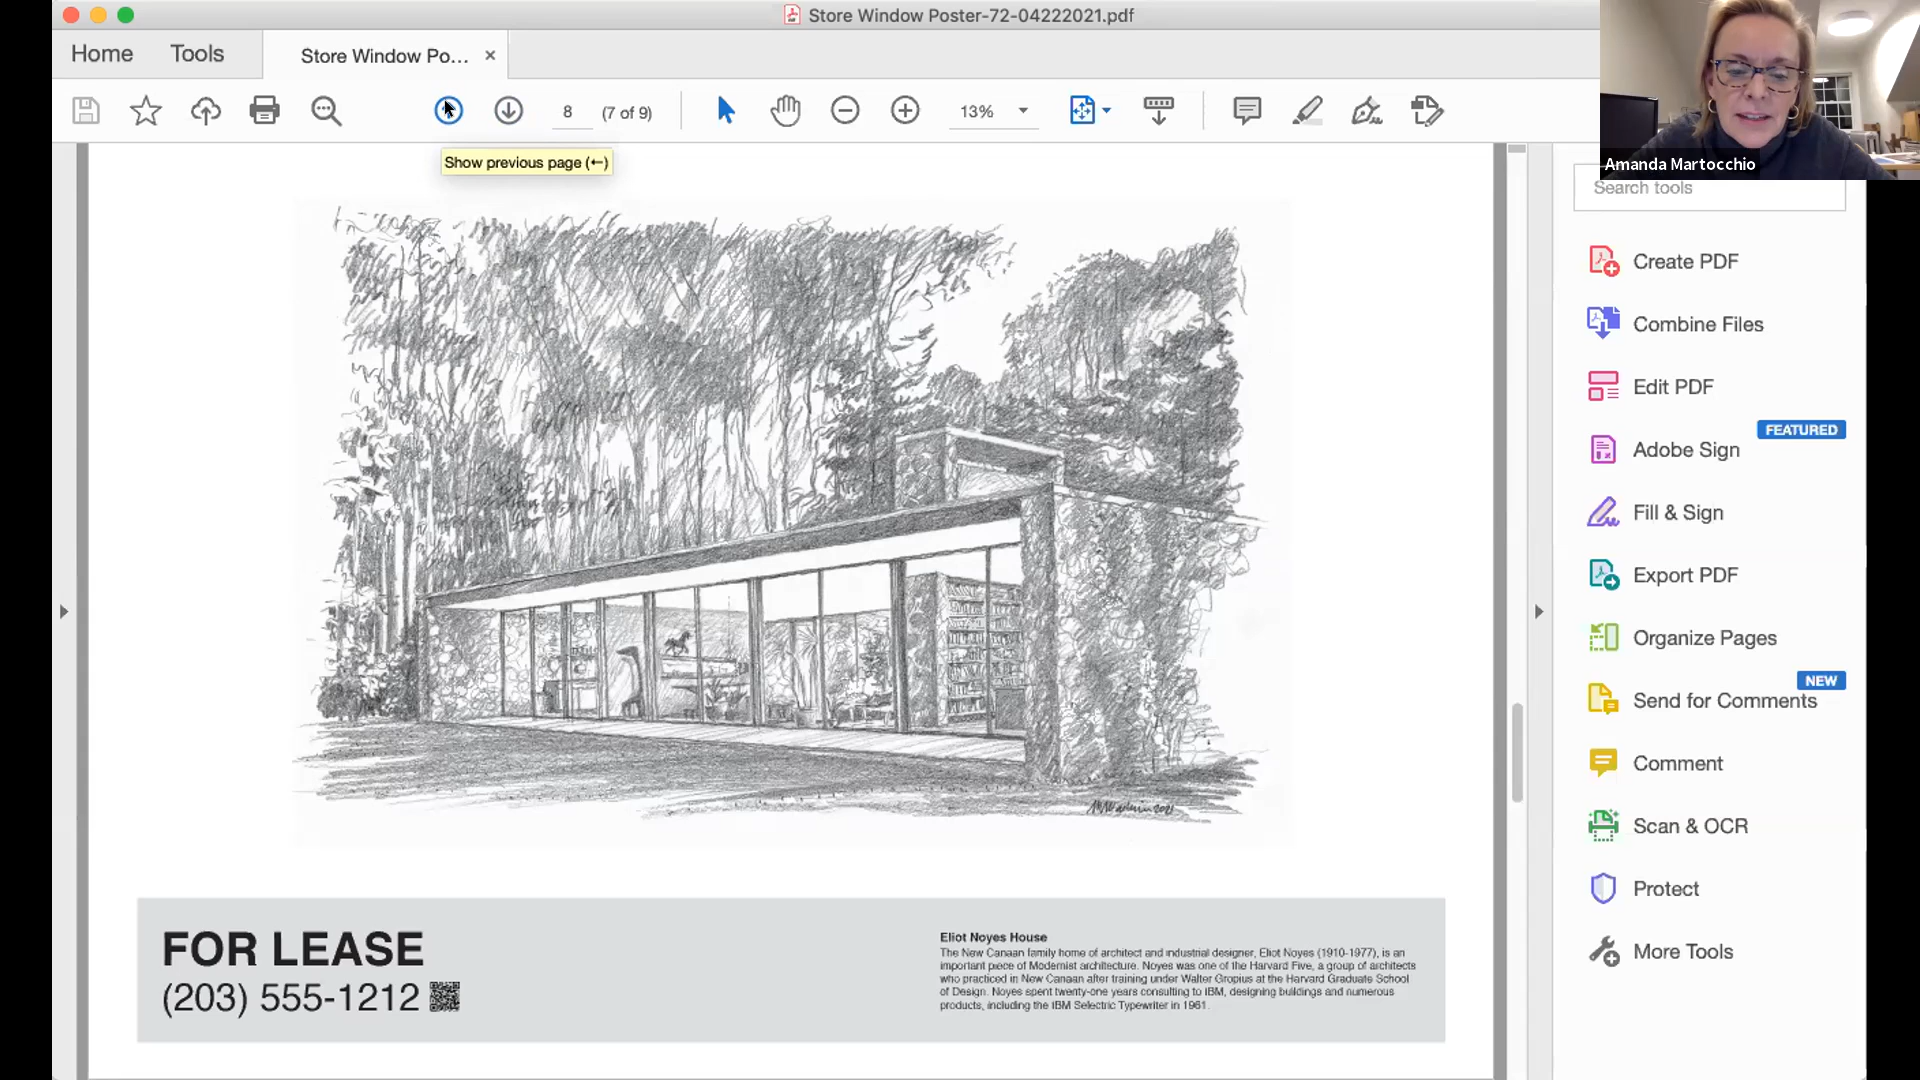 Store Window Poster-72-04222021.pdf
Home
Tools
Store Window Po...
8
(7 of 9)
13%
Show previous page (←)
Amanda Martocchio
Search tools
Create PDF
Combine Files
Edit PDF
FEATURED
Adobe Sign
Fill & Sign
Export PDF
Organize Pages
NEW
Send for Comments
Comment
Scan & OCR
Protect
More Tools
FOR LEASE
(203) 555-1212
Eliot Noyes House
The New Canaan family home of architect and industrial designer, Eliot Noyes (1910-1977), is an
important piece of Modernist architecture. Noyes was one of the Harvard Five, a group of architects
who practiced in New Canaan after training under Walter Gropius at the Harvard Graduate School
of Design. Noyes spent twenty-one years consulting to IBM, designing buildings and numerous
products, including the IBM Selectric Typewriter in 1961.